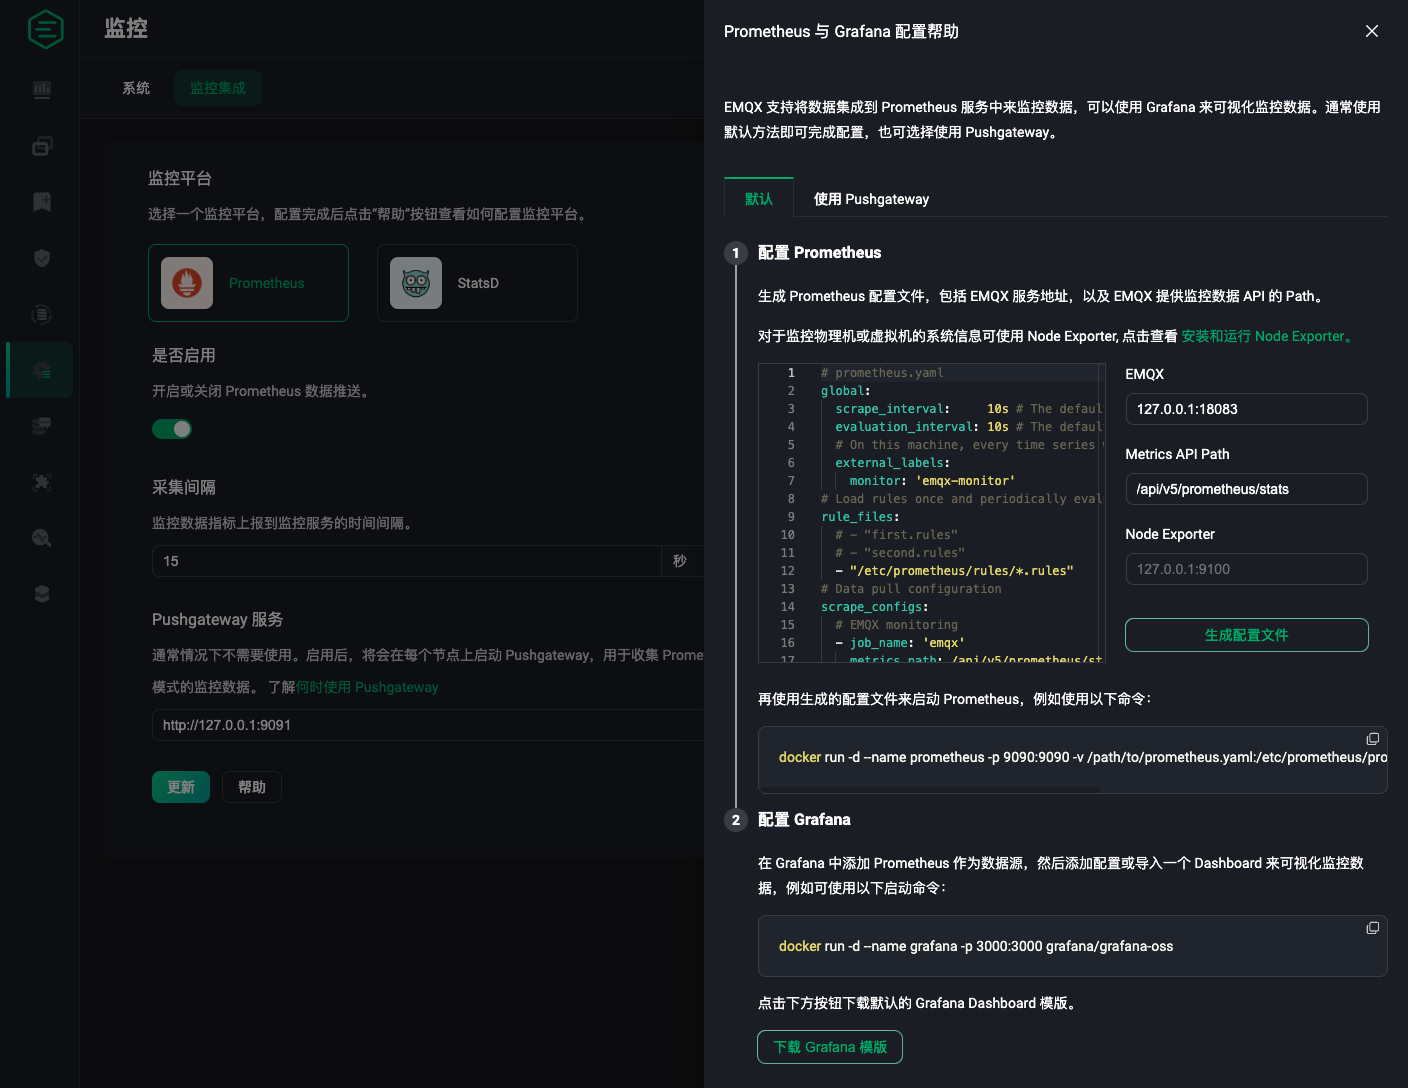 监控
系统
监控集成
监控平台
选择一个监控平台，配置完成后点击“帮助”按钮查看如何配置监控平台。
Prometheus
StatsD
是否启用
开启或关闭 Prometheus 数据推送。
采集间隔
监控数据指标上报到监控服务的时间间隔。
15
秒
Pushgateway 服务
通常情况下不需要使用。启用后，将会在每个节点上启动 Pushgateway，用于收集 Prome
模式的监控数据。 了解何时使用 Pushgateway
http://127.0.0.1:9091
更新
帮助
Prometheus 与 Grafana 配置帮助
EMQX 支持将数据集成到 Prometheus 服务中来监控数据，可以使用 Grafana 来可视化监控数据。通常使用
默认方法即可完成配置，也可选择使用 Pushgateway。
默认
使用 Pushgateway
1 配置 Prometheus
生成 Prometheus 配置文件，包括 EMQX 服务地址，以及 EMQX 提供监控数据 API 的 Path。
对于监控物理机或虚拟机的系统信息可使用 Node Exporter, 点击查看 安装和运行 Node Exporter。
1 # prometheus.yaml
2 global:
3 scrape_interval: 10s # The defaul
4 evaluation_interval: 10s # The defaul
5 # On this machine, every time series
6 external_labels:
7 monitor: 'emqx-monitor'
8 # Load rules once and periodically eval
9 rule_files:
10 # - "first.rules"
11 # - "second.rules"
12 - "/etc/prometheus/rules/*.rules"
13 # Data pull configuration
14 scrape_configs:
15 # EMQX monitoring
16 - job_name: 'emqx'
17 metrics_path: /api/v5/prometheus/st
EMQX
127.0.0.1:18083
Metrics API Path
/api/v5/prometheus/stats
Node Exporter
127.0.0.1:9100
生成配置文件
再使用生成的配置文件来启动 Prometheus，例如使用以下命令：
docker run -d --name prometheus -p 9090:9090 -v /path/to/prometheus.yaml:/etc/prometheus/pro
2 配置 Grafana
在 Grafana 中添加 Prometheus 作为数据源，然后添加配置或导入一个 Dashboard 来可视化监控数
据，例如可使用以下启动命令：
docker run -d --name grafana -p 3000:3000 grafana/grafana-oss
点击下方按钮下载默认的 Grafana Dashboard 模版。
下载 Grafana 模版